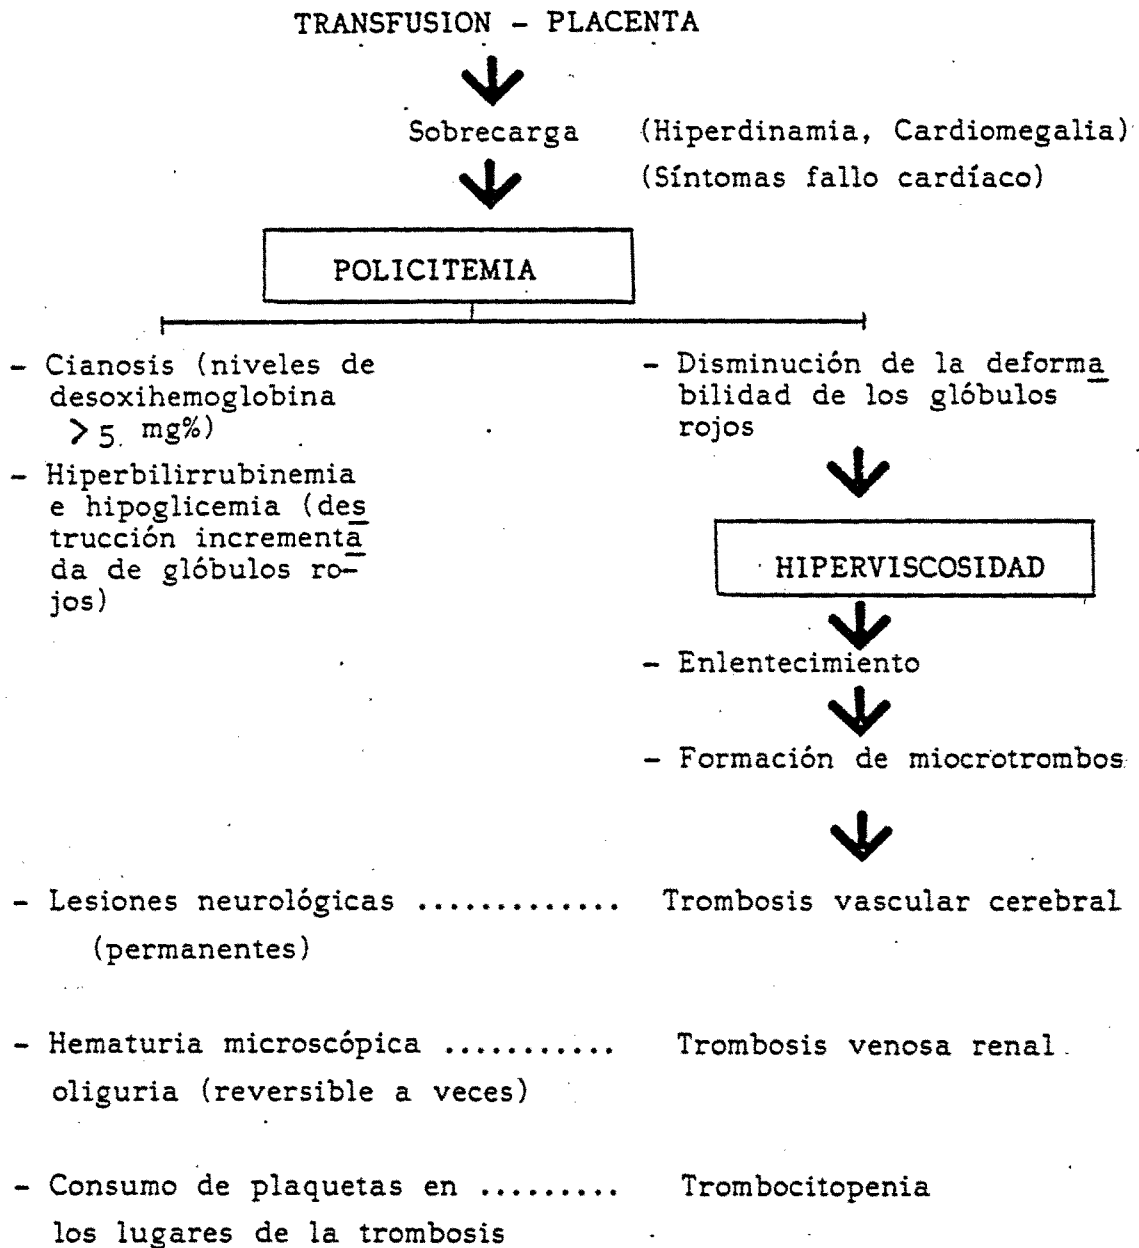 TRANSFUSION - PLACENTA
Sobrecarga (Hiperdinamia, Cardiomegalia)
(Síntomas fallo cardíaco)
POLICITEMIA
- Cianosis (niveles de
desoxihemoglobina
> 5. mg%)
- Hiperbilirrubinemia
e hipoglicemia (des
trucción incrementa
da de glóbulos ro-
jos)
- Disminución de la deforma
bilidad de los glóbulos
rojos
HIPERVISCOSIDAD
- Enlentecimiento
- Formación de miocrotrombos
- Lesiones neurológicas ............. Trombosis vascular cerebral
(permanentes)
- Hematuria microscópica ........... Trombosis venosa renal
oliguria (reversible a veces)
- Consumo de plaquetas en ......... Trombocitopenia
los lugares de la trombosis